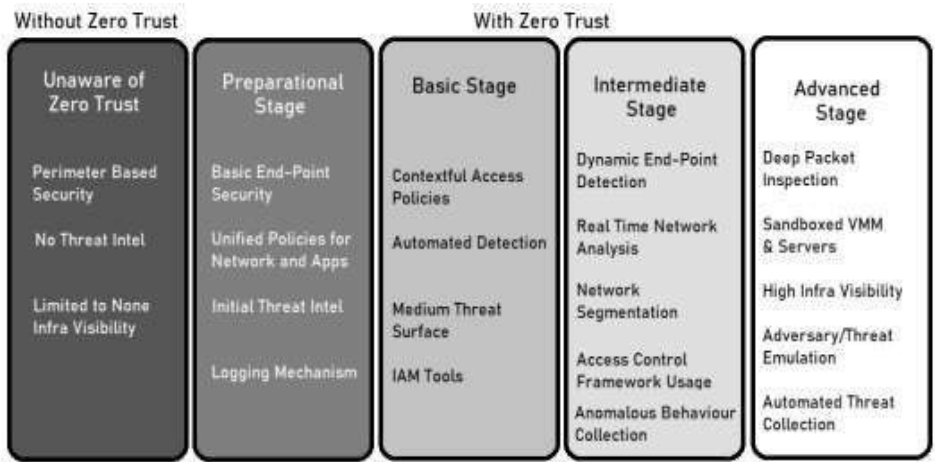 Without Zero Trust
With Zero Trust
Unaware of
Zero Trust
Perimeter Based
Security
No Threat Intel
Limited to None
Infra Visibility
Preparational
Stage
Basic End-Point
Security
Unified Policies for
Network and Apps
Initial Threat Intel
Logging Mechanism
Basic Stage
Contextful Access
Policies
Automated Detection
Medium Threat
Surface
IAM Tools
Intermediate
Stage
Dynamic End-Point
Detection
Real Time Network
Analysis
Network
Segmentation
Access Control
Framework Usage
Anomalous Behaviour
Collection
Advanced
Stage
Deep Packet
Inspection
Sandboxed VMM
& Servers
High Infra Visibility
Adversary/Threat
Emulation
Automated Threat
Collection